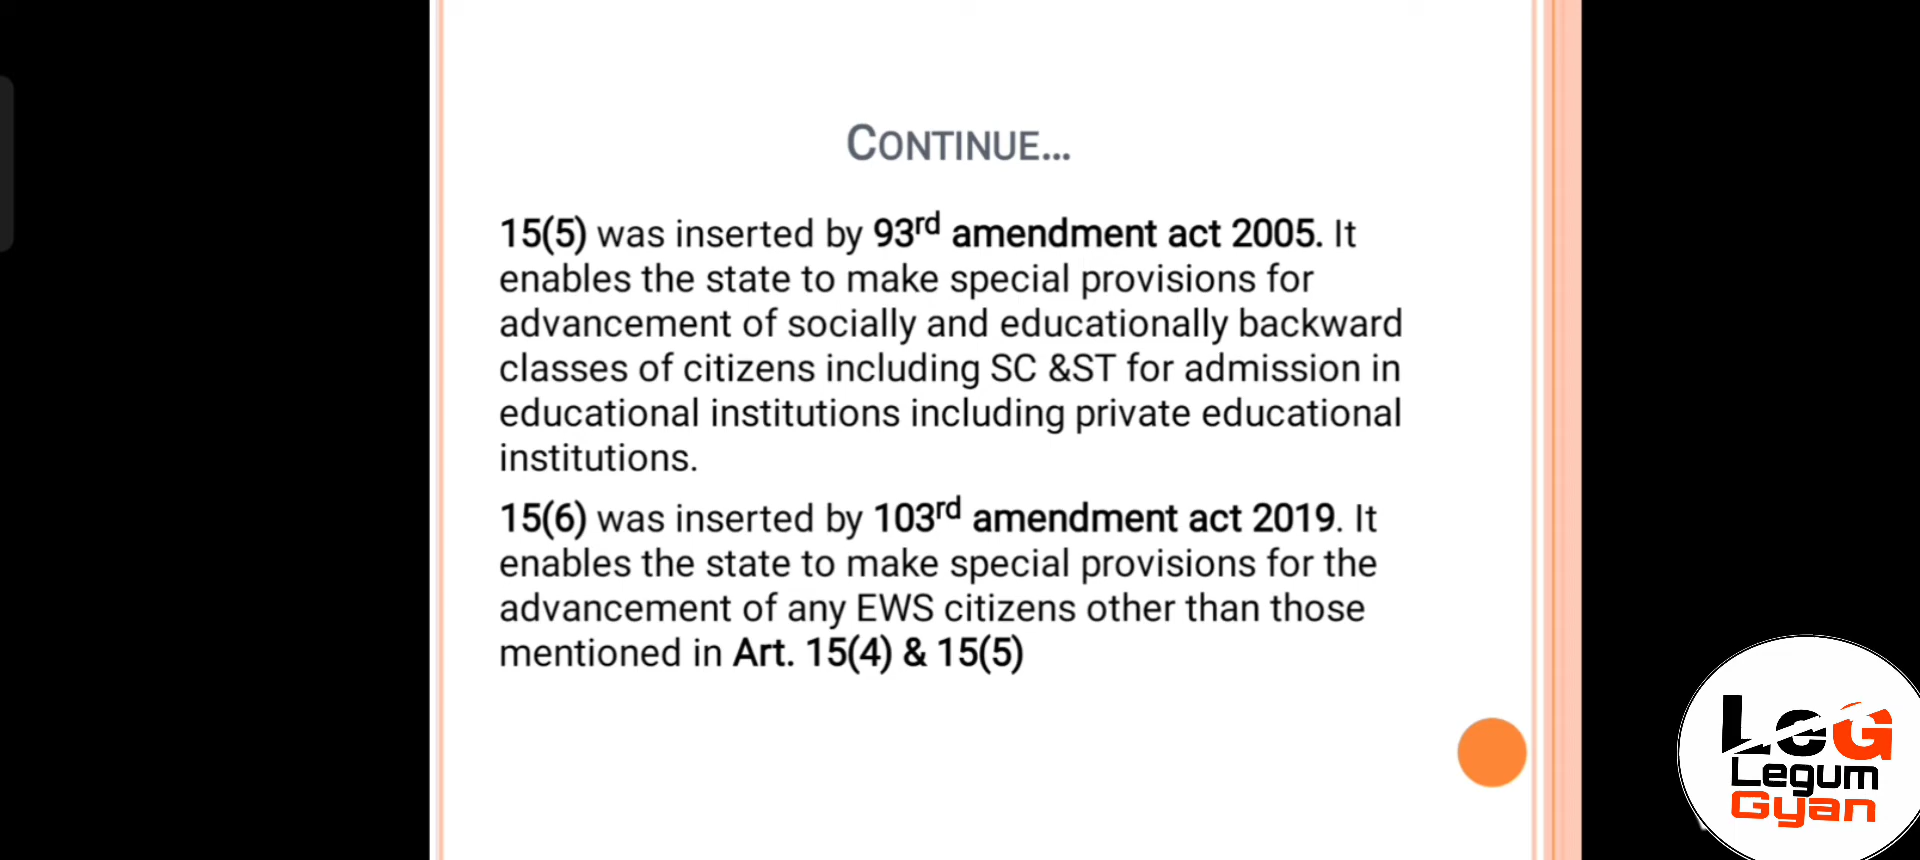 CONTINUE...
15(5) was inserted by 93rd amendment act 2005. It
enables the state to make special provisions for
advancement of socially and educationally backward
classes of citizens including SC &ST for admission in
educational institutions including private educational
institutions.
15(6) was inserted by 103rd amendment act 2019. It
enables the state to make special provisions for the
advancement of any EWS citizens other than those
mentioned in Art. 15(4) & 15(5)
LeG
Legum
Gyan